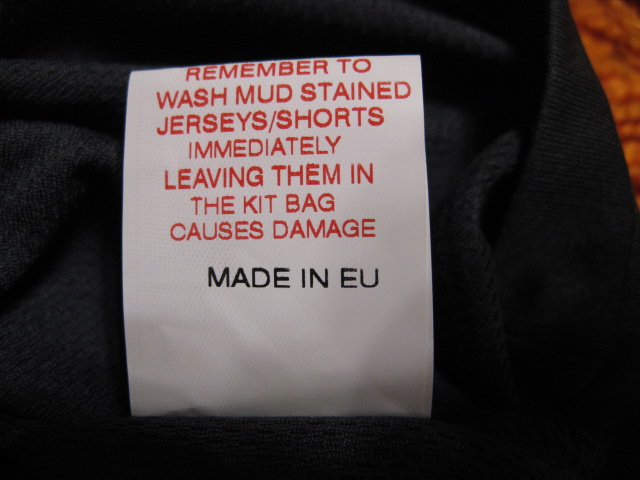 REMEMBER TO
WASH MUD STAINED
JERSEYS/SHORTS
IMMEDIATELY
LEAVING THEM IN
THE KIT BAG
CAUSES DAMAGE
MADE IN EU